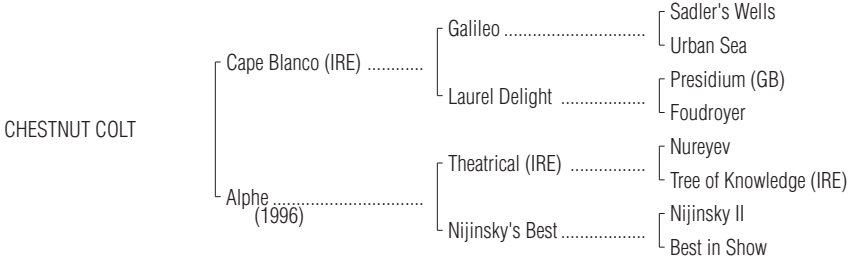 Sadler's Wells
Galileo ..............................
Urban Sea
Cape Blanco (IRE) ............
Presidium (GB)
Laurel Delight ..................
Foudroyer
CHESTNUT COLT
Nureyev
Theatrical (IRE) ................
Tree of Knowledge (IRE)
Alphe ................................
(1996)
Nijinsky II
Nijinsky's Best ..................
Best in Show